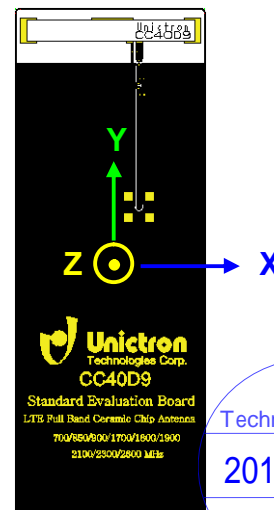 Unictron
CC40D9
Y
Z
X
Unictron
Technologies Corp.
CC40D9
Standard Evaluation Board
LTE Full Band Ceramic Chip Antenna
700/850/900/1700/1800/1900
2100/2300/2600 MHz
Techn
201